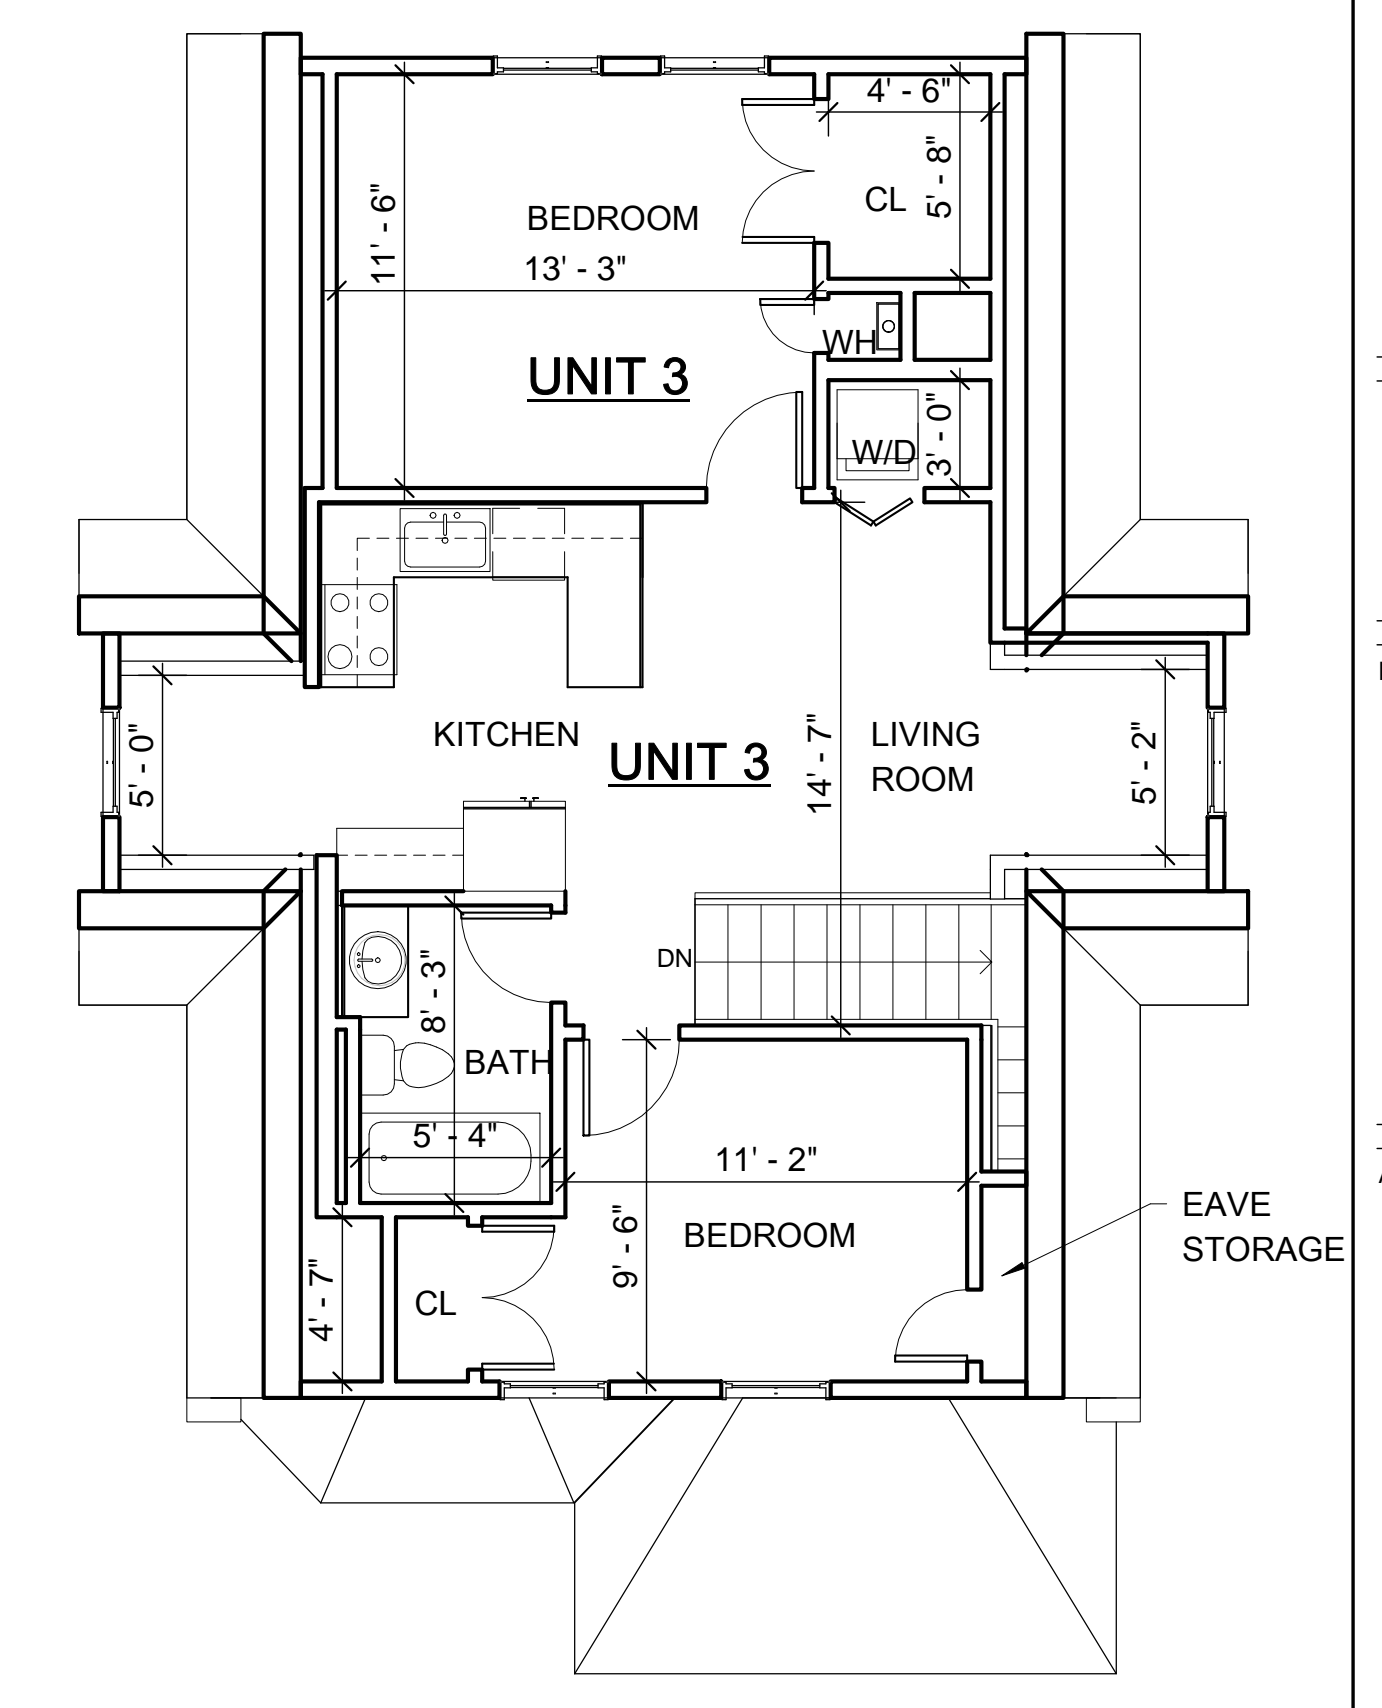 4' - 6"
5' - 8"
11' - 6"
CL
BEDROOM
13' - 3"
WH
UNIT 3
3' - 0"
W/D
KITCHEN
UNIT 3
14' - 7"
LIVING
ROOM
5' - 0"
5' - 2"
DN
8' - 3"
BATH
5' - 4"
11' - 2"
BEDROOM
9' - 6"
EAVE
STORAGE
4' - 7"
CL